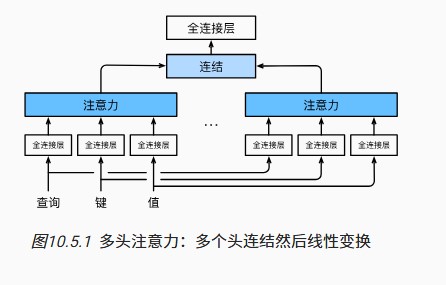 全连接层
连结
注意力 ... 注意力
全连接层 全连接层 全连接层 全连接层 全连接层 全连接层
查询 键 值
图10.5.1 多头注意力：多个头连结然后线性变换